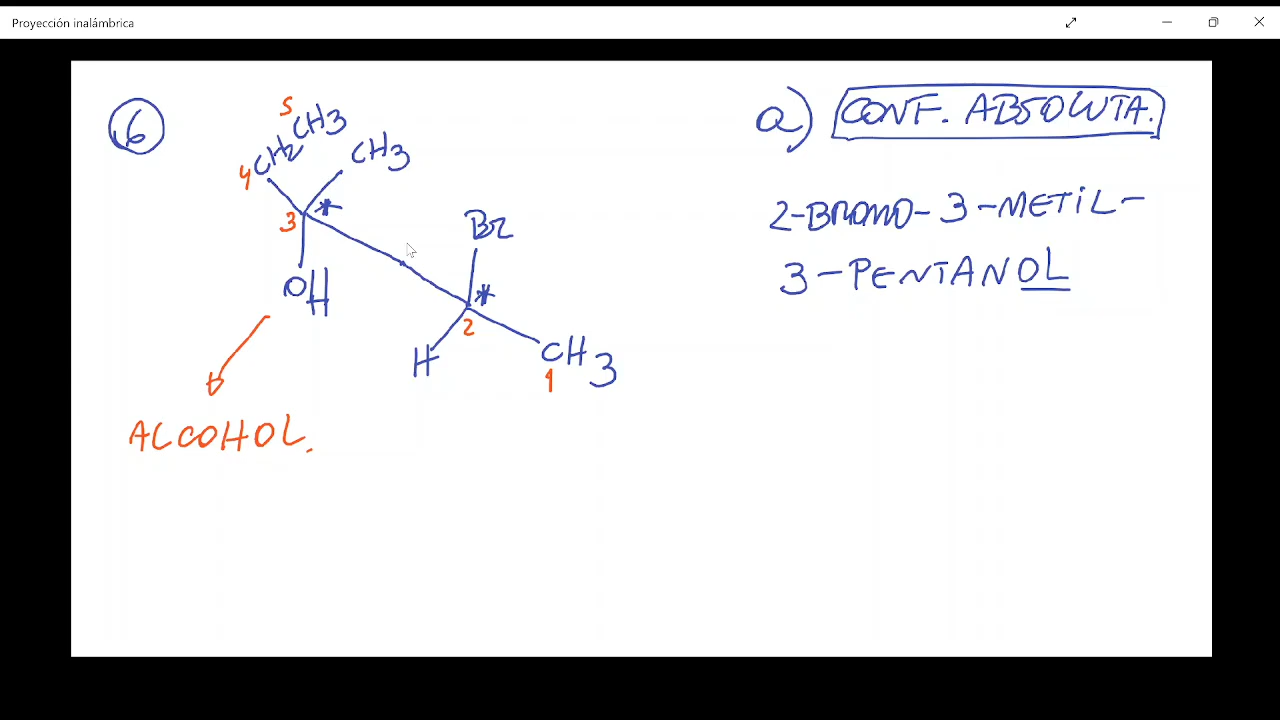 Proyección inalámbrica
6
a) CONF. ABSOLUTA.
2-BROMO-3-METIL-
3-PENTANOL
5
CH3
4 CH2
CH3
3 *
OH
Br
*
2
H
CH3
1
ALCOHOL.